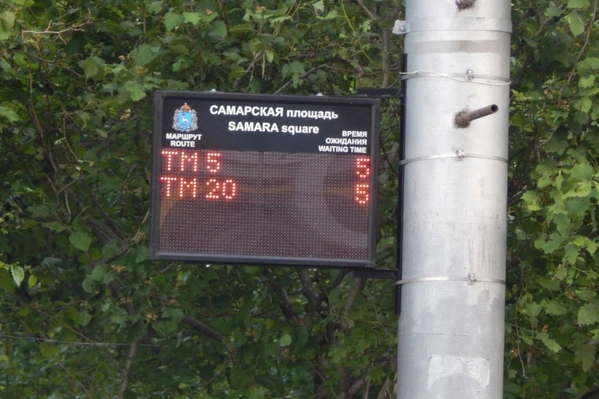 САМАРСКАЯ площадь
SAMARA square
МАРШРУТ
ROUTE
ВРЕМЯ
ОЖИДАНИЯ
WAITING TIME
ТМ 5 5
ТМ 20 5